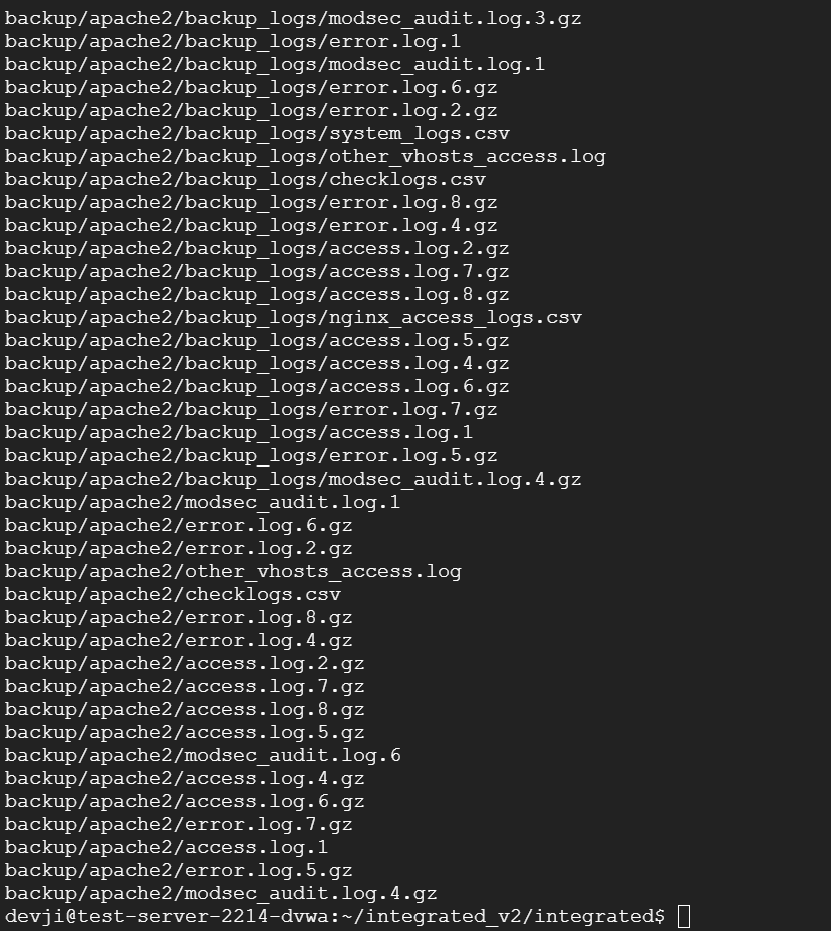 backup/apache2/backup_logs/modsec_audit.log.3.gz
backup/apache2/backup_logs/error.log.1
backup/apache2/backup_logs/modsec_audit.log.1
backup/apache2/backup_logs/error.log.6.gz
backup/apache2/backup_logs/error.log.2.gz
backup/apache2/backup_logs/system_logs.csv
backup/apache2/backup_logs/other_vhosts_access.log
backup/apache2/backup_logs/checklogs.csv
backup/apache2/backup_logs/error.log.8.gz
backup/apache2/backup_logs/error.log.4.gz
backup/apache2/backup_logs/access.log.2.gz
backup/apache2/backup_logs/access.log.7.gz
backup/apache2/backup_logs/access.log.8.gz
backup/apache2/backup_logs/nginx_access_logs.csv
backup/apache2/backup_logs/access.log.5.gz
backup/apache2/backup_logs/access.log.4.gz
backup/apache2/backup_logs/access.log.6.gz
backup/apache2/backup_logs/error.log.7.gz
backup/apache2/backup_logs/access.log.1
backup/apache2/backup_logs/error.log.5.gz
backup/apache2/backup_logs/modsec_audit.log.4.gz
backup/apache2/modsec_audit.log.1
backup/apache2/error.log.6.gz
backup/apache2/error.log.2.gz
backup/apache2/other_vhosts_access.log
backup/apache2/checklogs.csv
backup/apache2/error.log.8.gz
backup/apache2/error.log.4.gz
backup/apache2/access.log.2.gz
backup/apache2/access.log.7.gz
backup/apache2/access.log.8.gz
backup/apache2/access.log.5.gz
backup/apache2/modsec_audit.log.6
backup/apache2/access.log.4.gz
backup/apache2/access.log.6.gz
backup/apache2/error.log.7.gz
backup/apache2/access.log.1
backup/apache2/error.log.5.gz
backup/apache2/modsec_audit.log.4.gz
devji@test-server-2214-dvwa:~/integrated_v2/integrated$